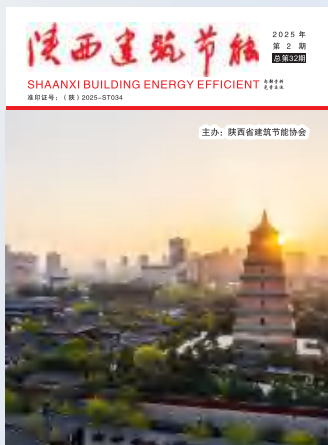 陕西建筑节能
2025年
第2期
总第32期
SHAANXI BUILDING ENERGY EFFICIENT
准印证号：（陕）2025-ST034
主办：陕西省建筑节能协会